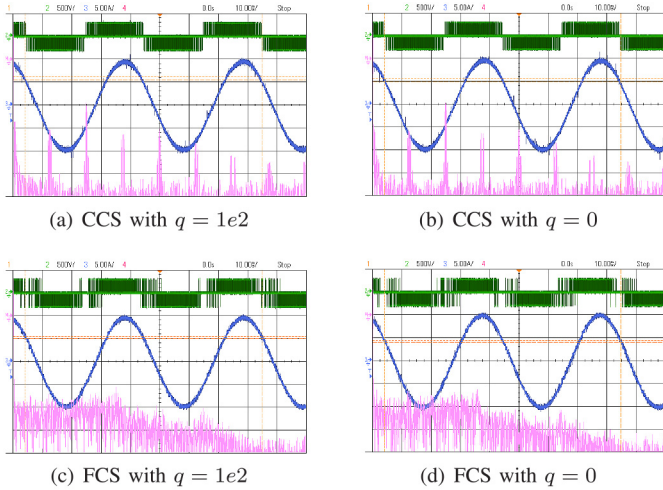 1 2 500V/ 3 5.00A/ 4 0.0s 10.00%/ Stop
1 2 500V/ 3 5.00A/ 4 0.0s 10.00%/ Stop
(a) CCS with q = 1e2
(b) CCS with q = 0
1 2 500V/ 3 5.00A/ 4 0.0s 10.00%/ Stop
1 2 500V/ 3 5.00A/ 4 0.0s 10.00%/ Stop
(c) FCS with q = 1e2
(d) FCS with q = 0